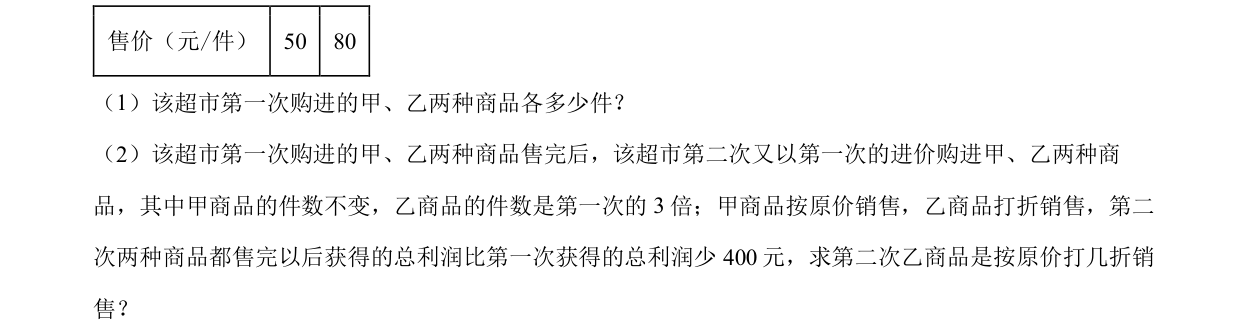 售价（元/件） 50 80
（1）该超市第一次购进的甲、乙两种商品各多少件？
（2）该超市第一次购进的甲、乙两种商品售完后，该超市第二次又以第一次的进价购进甲、乙两种商
品，其中甲商品的件数不变，乙商品的件数是第一次的 3 倍；甲商品按原价销售，乙商品打折销售，第二
次两种商品都售完以后获得的总利润比第一次获得的总利润少 400 元，求第二次乙商品是按原价打几折销
售？